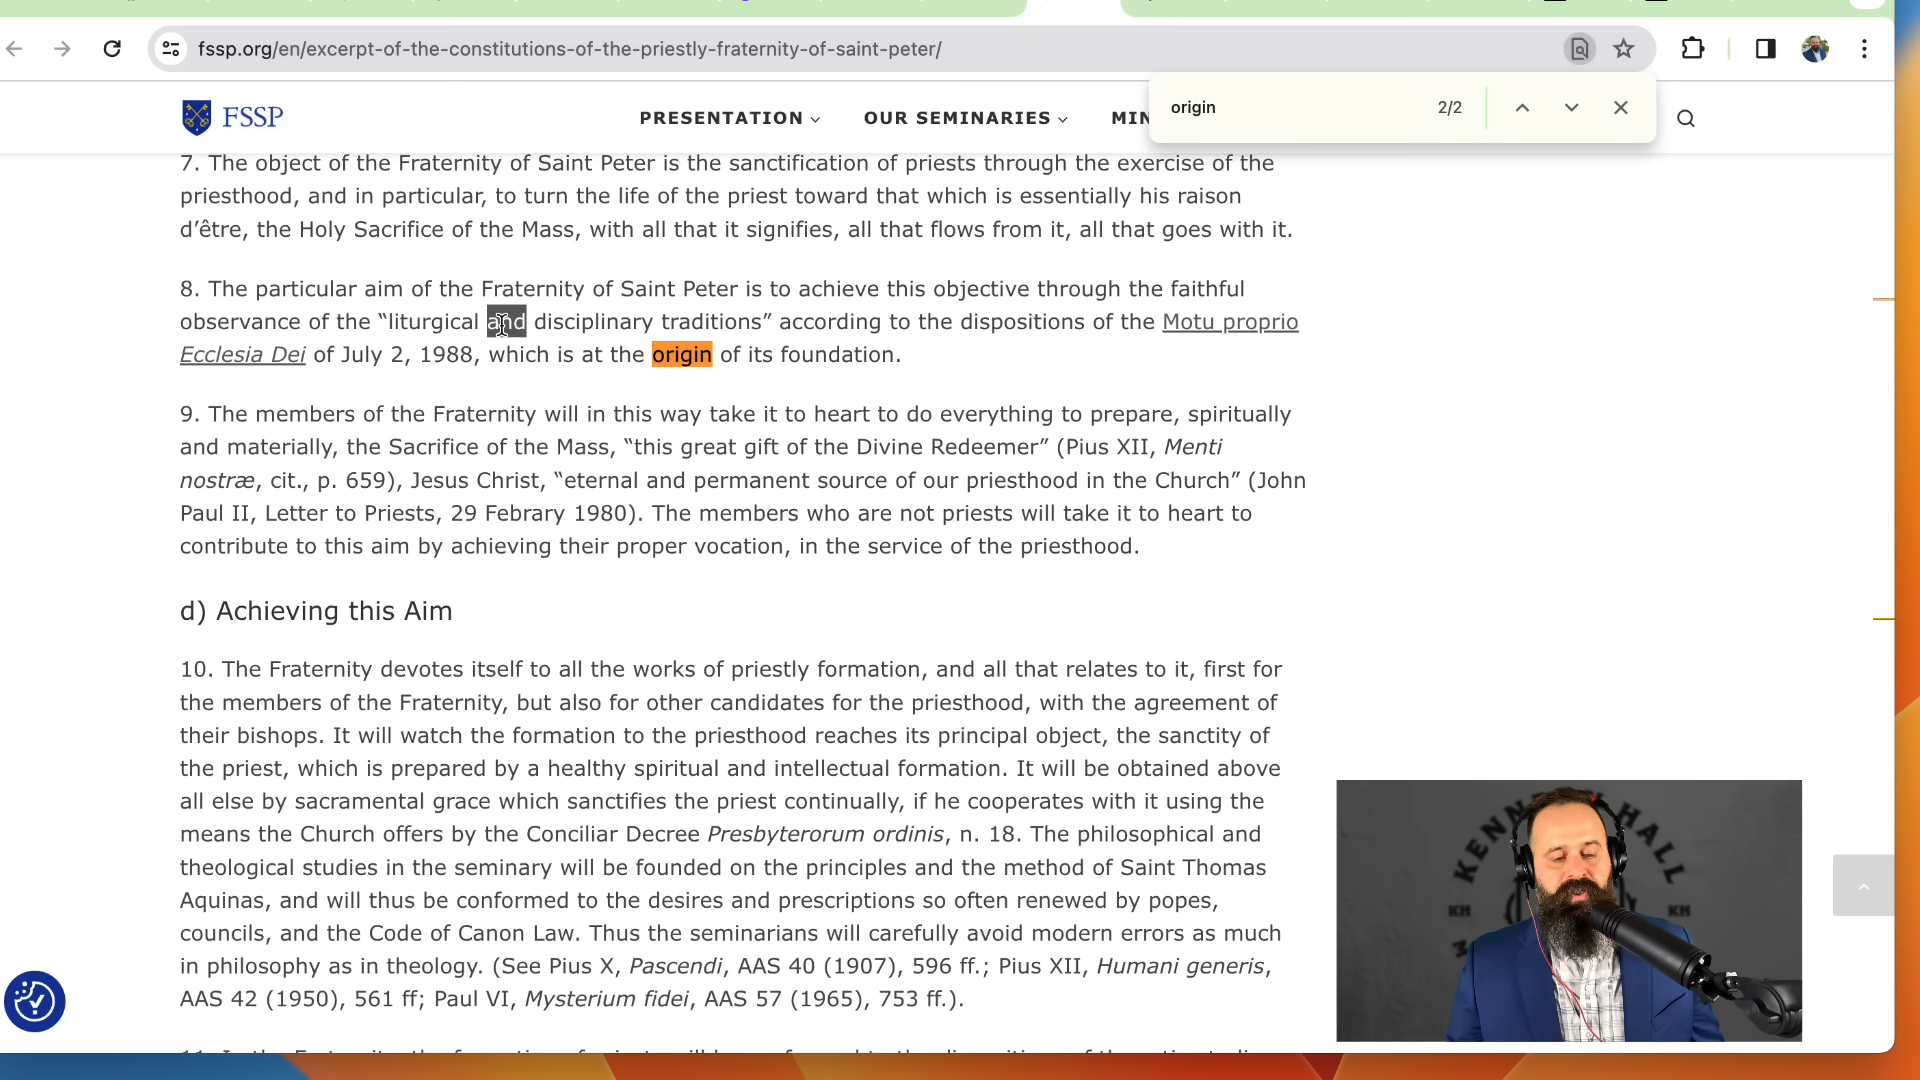 fssp.org/en/excerpt-of-the-constitutions-of-the-priestly-fraternity-of-saint-peter/
origin 2/2
FSSP PRESENTATION OUR SEMINARIES MIN
7. The object of the Fraternity of Saint Peter is the sanctification of priests through the exercise of the
priesthood, and in particular, to turn the life of the priest toward that which is essentially his raison
d’être, the Holy Sacrifice of the Mass, with all that it signifies, all that flows from it, all that goes with it.
8. The particular aim of the Fraternity of Saint Peter is to achieve this objective through the faithful
observance of the “liturgical and disciplinary traditions” according to the dispositions of the Motu proprio
Ecclesia Dei of July 2, 1988, which is at the origin of its foundation.
9. The members of the Fraternity will in this way take it to heart to do everything to prepare, spiritually
and materially, the Sacrifice of the Mass, “this great gift of the Divine Redeemer” (Pius XII, Menti
nostræ, cit., p. 659), Jesus Christ, “eternal and permanent source of our priesthood in the Church” (John
Paul II, Letter to Priests, 29 Febrary 1980). The members who are not priests will take it to heart to
contribute to this aim by achieving their proper vocation, in the service of the priesthood.
d) Achieving this Aim
10. The Fraternity devotes itself to all the works of priestly formation, and all that relates to it, first for
the members of the Fraternity, but also for other candidates for the priesthood, with the agreement of
their bishops. It will watch the formation to the priesthood reaches its principal object, the sanctity of
the priest, which is prepared by a healthy spiritual and intellectual formation. It will be obtained above
all else by sacramental grace which sanctifies the priest continually, if he cooperates with it using the
means the Church offers by the Conciliar Decree Presbyterorum ordinis, n. 18. The philosophical and
theological studies in the seminary will be founded on the principles and the method of Saint Thomas
Aquinas, and will thus be conformed to the desires and prescriptions so often renewed by popes,
councils, and the Code of Canon Law. Thus the seminarians will carefully avoid modern errors as much
in philosophy as in theology. (See Pius X, Pascendi, AAS 40 (1907), 596 ff.; Pius XII, Humani generis,
AAS 42 (1950), 561 ff; Paul VI, Mysterium fidei, AAS 57 (1965), 753 ff.).
KENNEDY HALL
KH KH